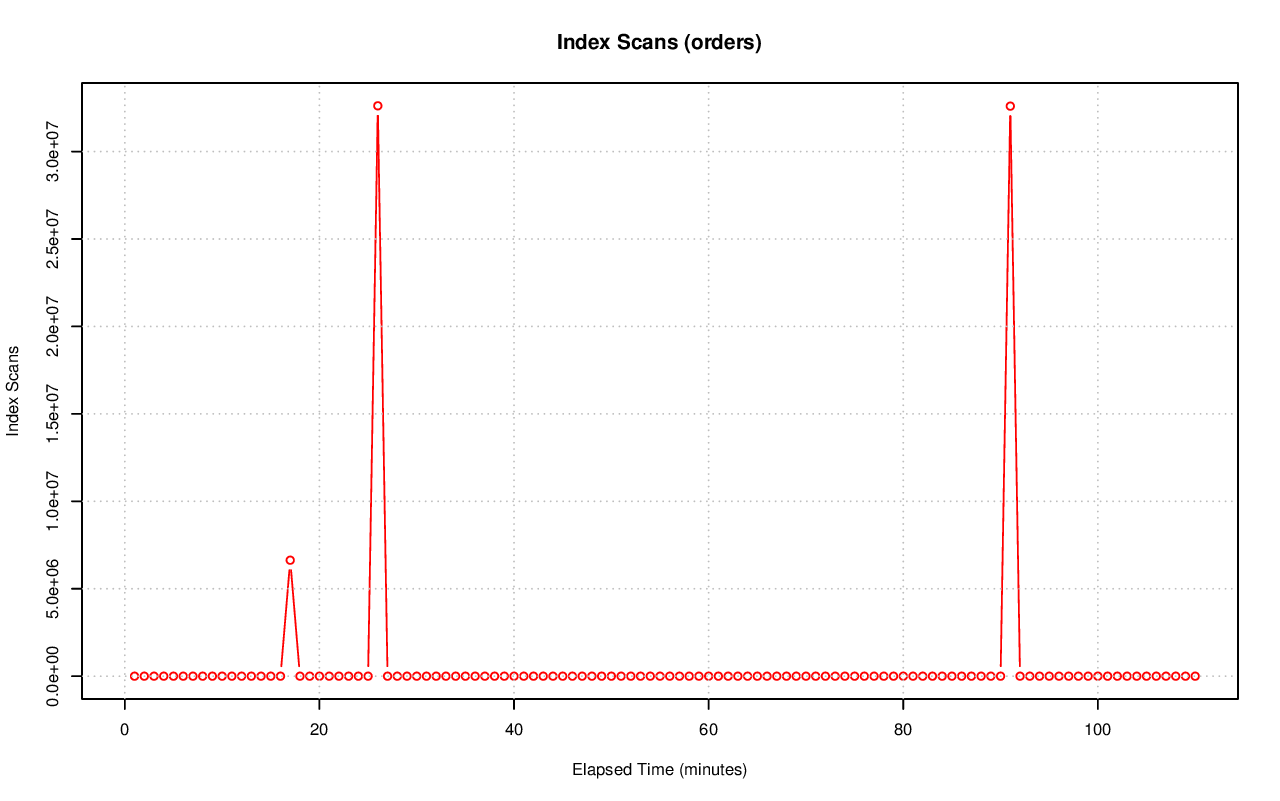 Index Scans (orders)
Index Scans
3.0e+07
2.5e+07
2.0e+07
1.5e+07
1.0e+07
5.0e+06
0.0e+00
0 20 40 60 80 100
Elapsed Time (minutes)